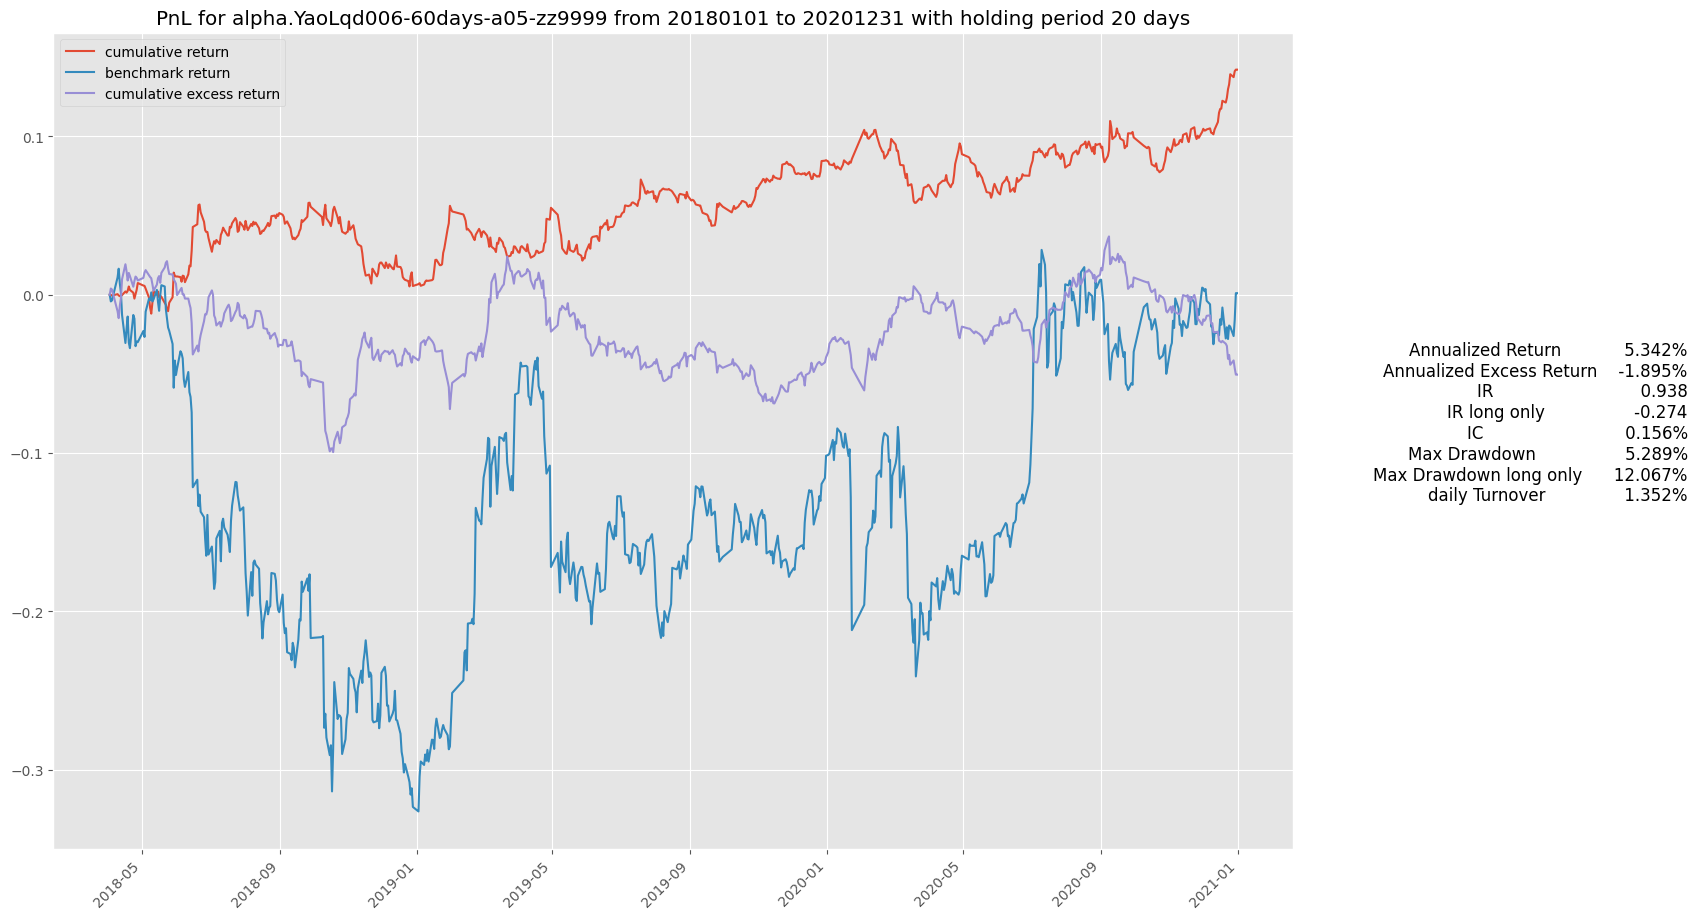 PnL for alpha.YaoLqd006-60days-a05-zz9999 from 20180101 to 20201231 with holding period 20 days
cumulative return
benchmark return
cumulative excess return
0.1
0.0
−0.1
−0.2
−0.3
2018-05
2018-09
2019-01
2019-05
2019-09
2020-01
2020-05
2020-09
2021-01
Annualized Return 5.342%
Annualized Excess Return -1.895%
IR 0.938
IR long only -0.274
IC 0.156%
Max Drawdown 5.289%
Max Drawdown long only 12.067%
daily Turnover 1.352%